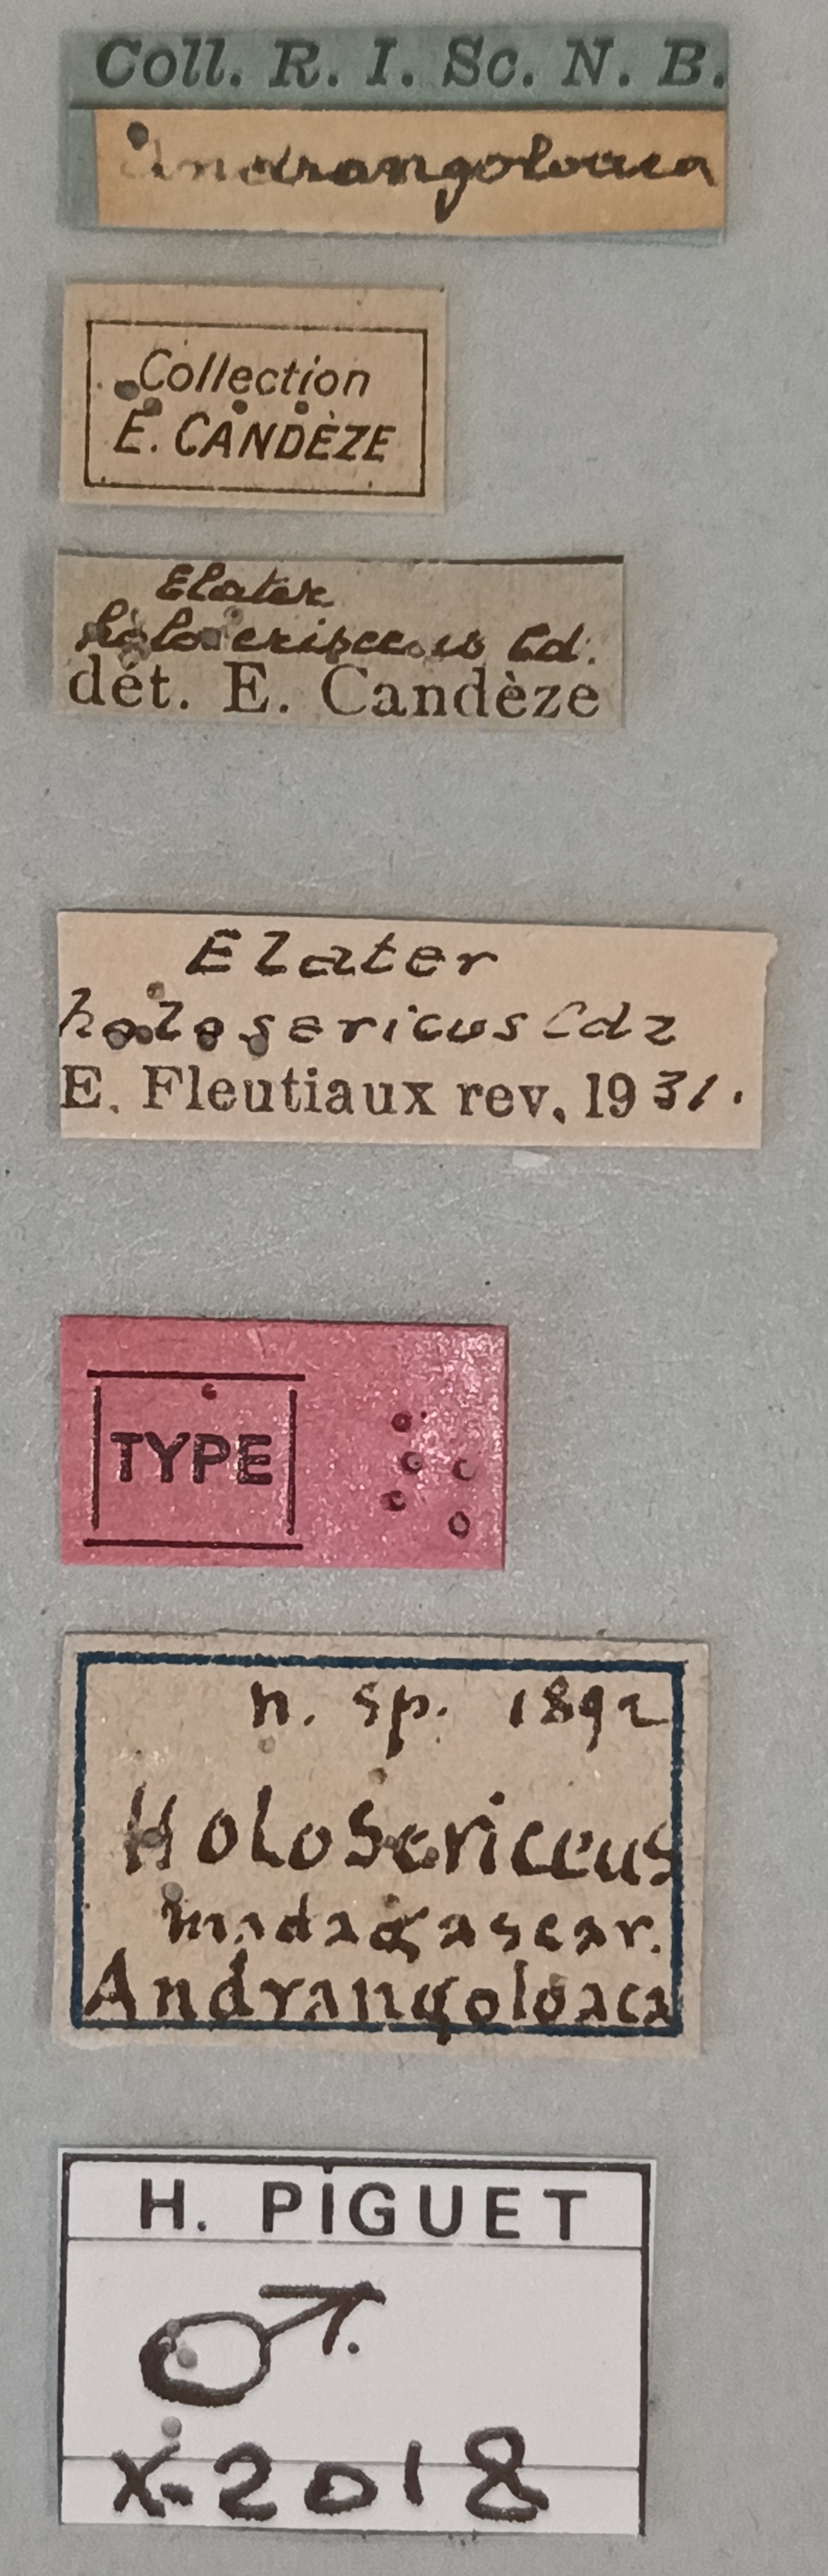 Coll. R. I. Sc. N. B.
Andrangoloaca
Collection
E. CANDÈZE
Elater
holosericeus Cd.
dét. E. Candèze
Elater
holosericus Cdz
E. Fleutiaux rev. 1931.
TYPE
n. sp. 1892
Holosericeus
madagascar.
Andrangoloaca
H. PIGUET
♂.
X-2018